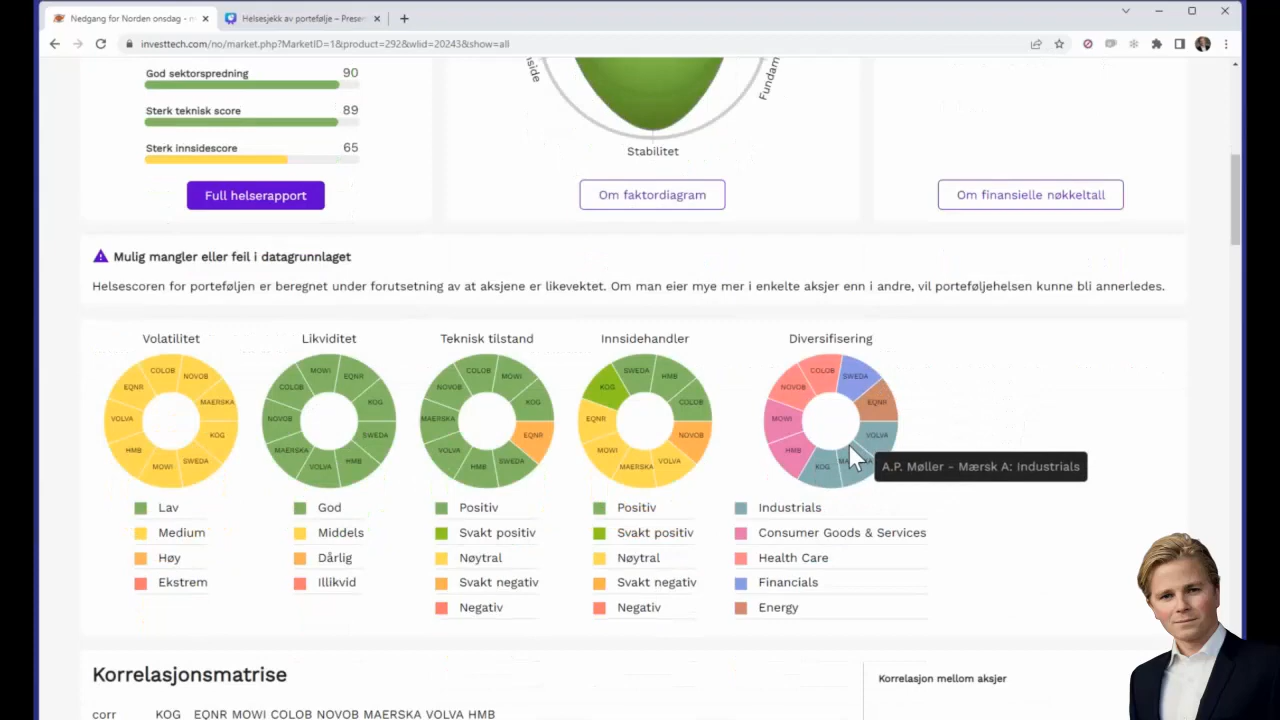 Nedgang for Norden onsdag - n
Helsesjekk av portefølje – Presen
investtech.com/no/market.php?MarketID=1&product=292&wlid=20243&show=all
God sektorspredning 90
Sterk teknisk score 89
Sterk innsidescore 65
Full helserapport
Stabilitet
Fundam
Om faktordiagram
Om finansielle nøkkeltall
Mulig mangler eller feil i datagrunnlaget
Helsescoren for porteføljen er beregnet under forutsetning av at aksjene er likevektet. Om man eier mye mer i enkelte aksjer enn i andre, vil porteføljehelsen kunne bli annerledes.
Volatilitet
COLOB
NOVOB
MAERSKA
KOG
SWEDA
MOWI
HMB
VOLVA
EQNR
Lav
Medium
Høy
Ekstrem
Likviditet
MOWI
EQNR
KOG
SWEDA
HMB
VOLVA
MAERSKA
NOVOB
COLOB
God
Middels
Dårlig
Illikvid
Teknisk tilstand
COLOB
MOWI
KOG
EQNR
SWEDA
HMB
VOLVA
MAERSKA
NOVOB
Positiv
Svakt positiv
Nøytral
Svakt negativ
Negativ
Innsidehandler
SWEDA
HMB
COLOB
NOVOB
VOLVA
MAERSKA
MOWI
EQNR
KOG
Positiv
Svakt positiv
Nøytral
Svakt negativ
Negativ
Diversifisering
COLOB
SWEDA
EQNR
VOLVA
KOG
HMB
MOWI
NOVOB
A.P. Møller - Mærsk A: Industrials
Industrials
Consumer Goods & Services
Health Care
Financials
Energy
Korrelasjonsmatrise
corr KOG EQNR MOWI COLOB NOVOB MAERSKA VOLVA HMB
Korrelasjon mellom aksjer